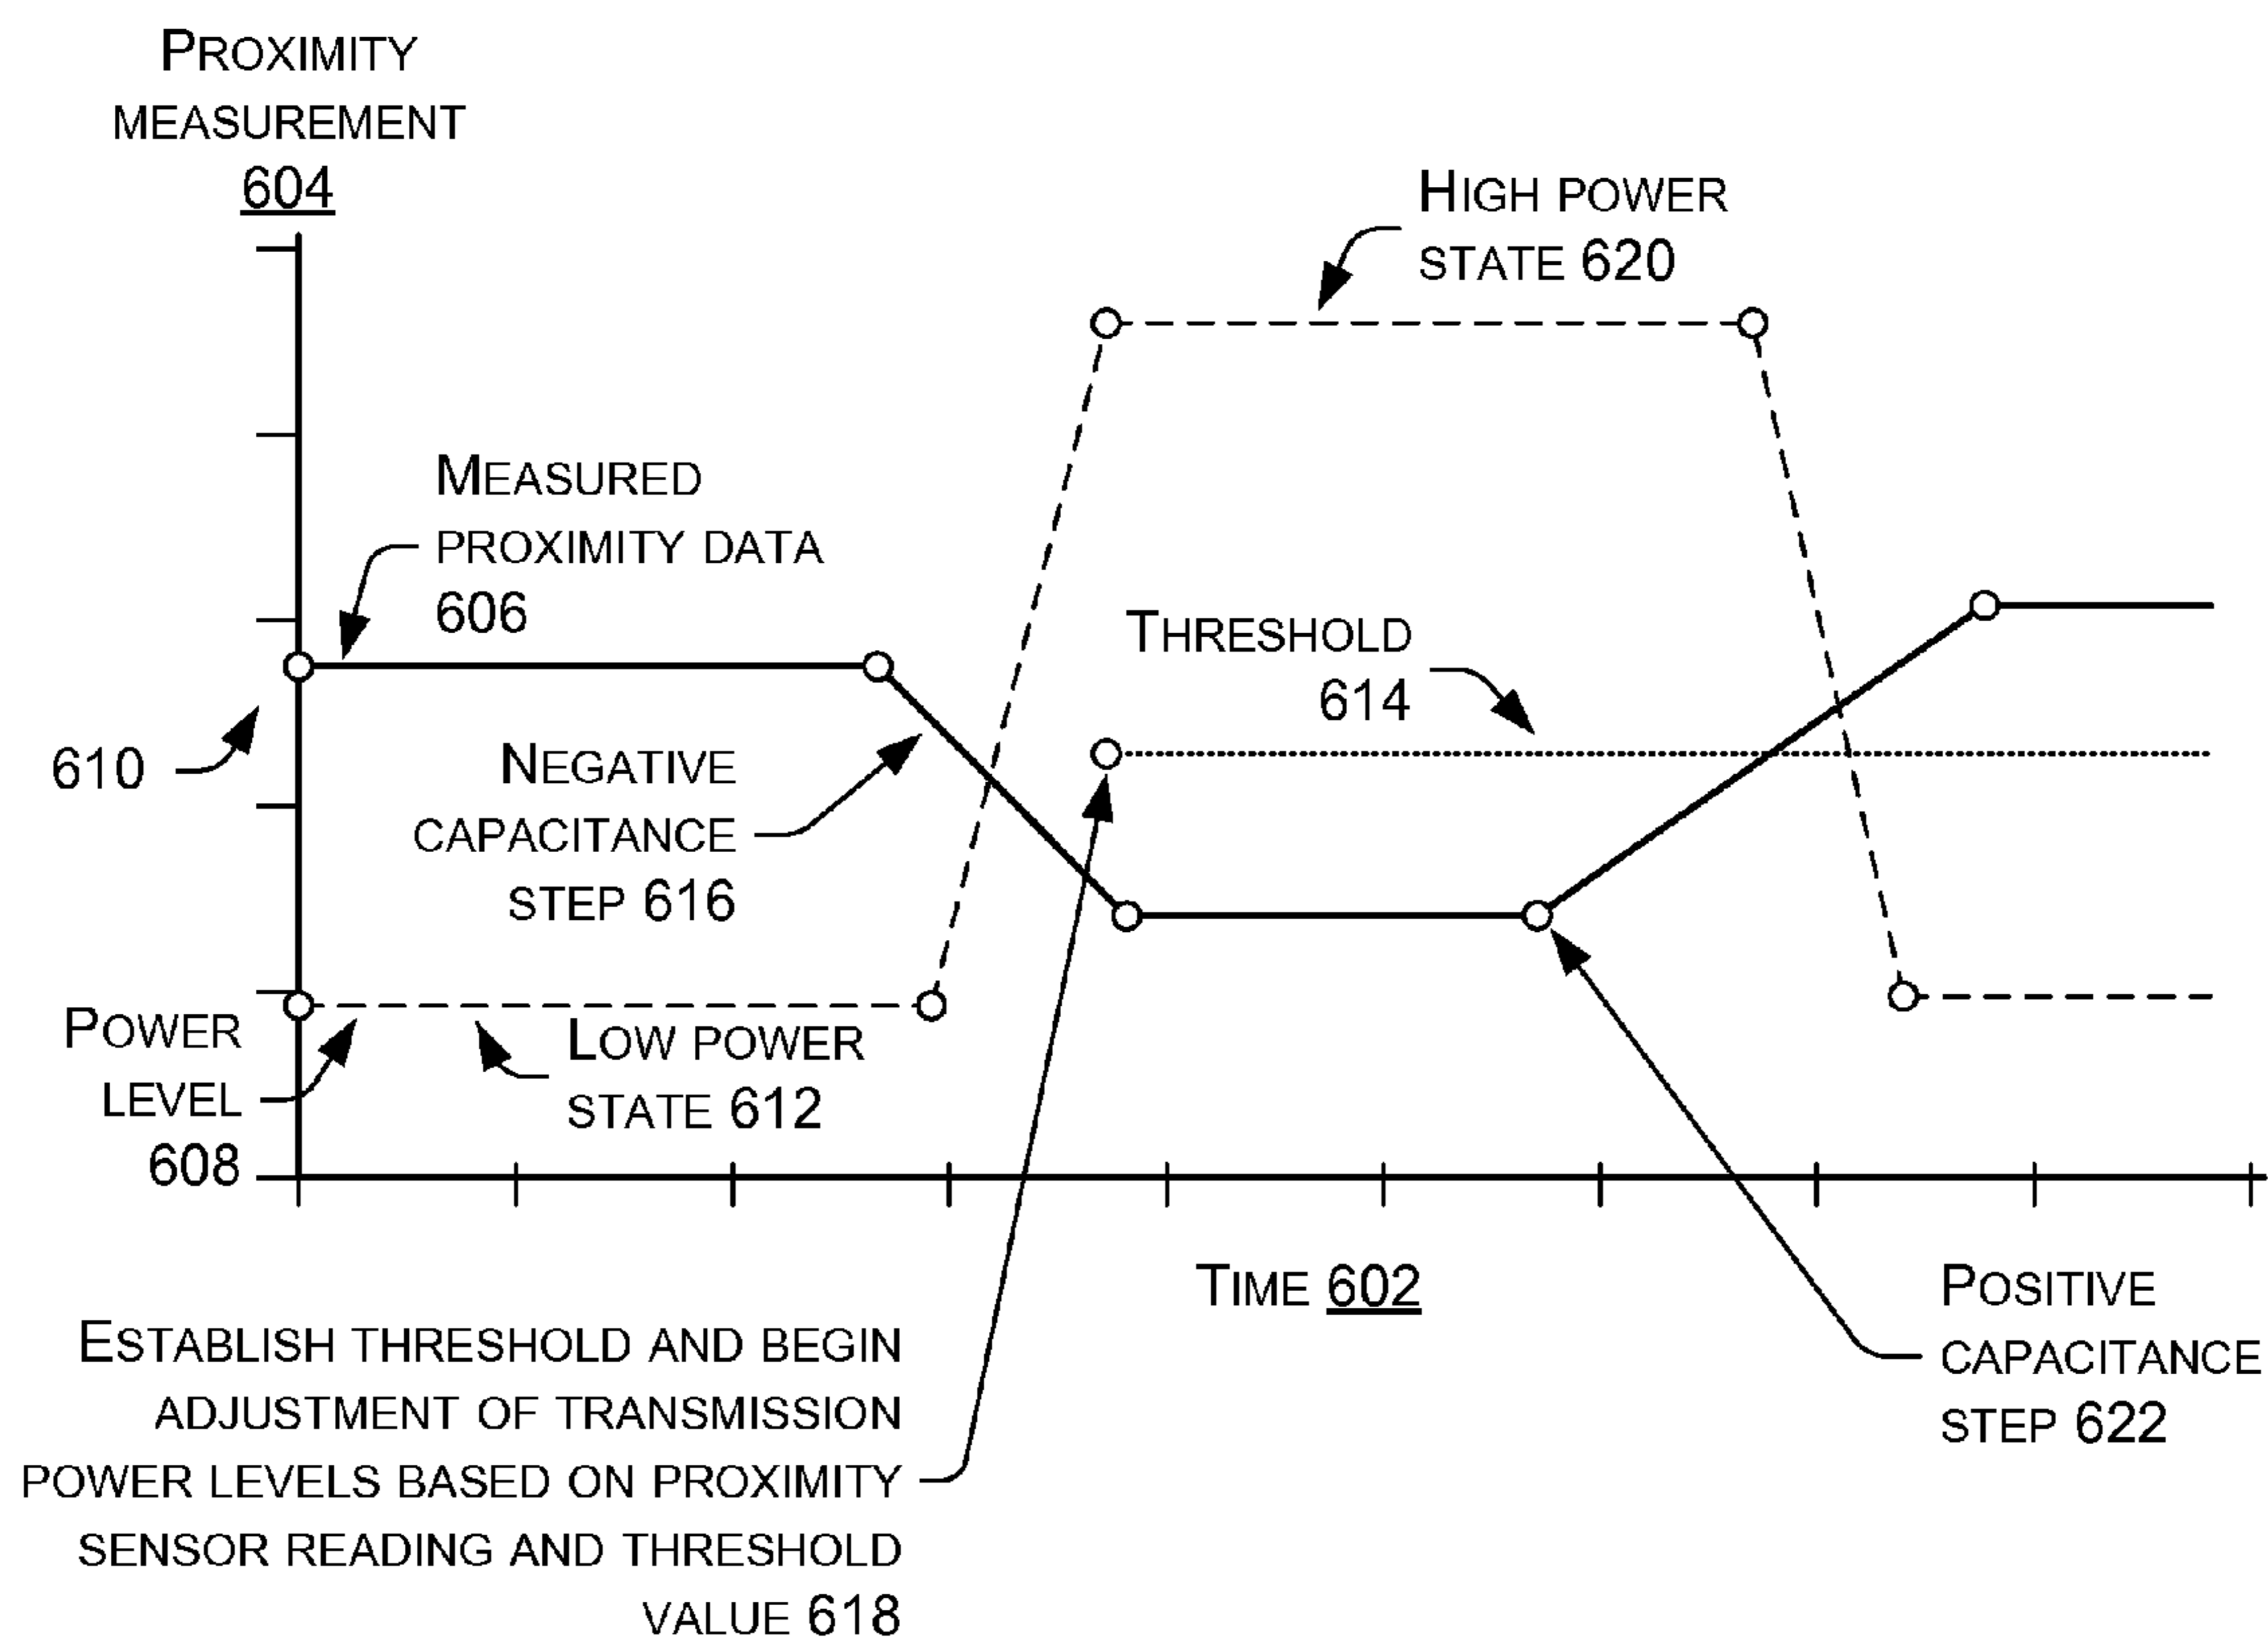 PROXIMITY
MEASUREMENT
604
HIGH POWER
STATE 620
MEASURED
PROXIMITY DATA
606
THRESHOLD
614
610
NEGATIVE
CAPACITANCE
STEP 616
POWER
LEVEL
608
LOW POWER
STATE 612
TIME 602
POSITIVE
CAPACITANCE
STEP 622
ESTABLISH THRESHOLD AND BEGIN
ADJUSTMENT OF TRANSMISSION
POWER LEVELS BASED ON PROXIMITY
SENSOR READING AND THRESHOLD
VALUE 618